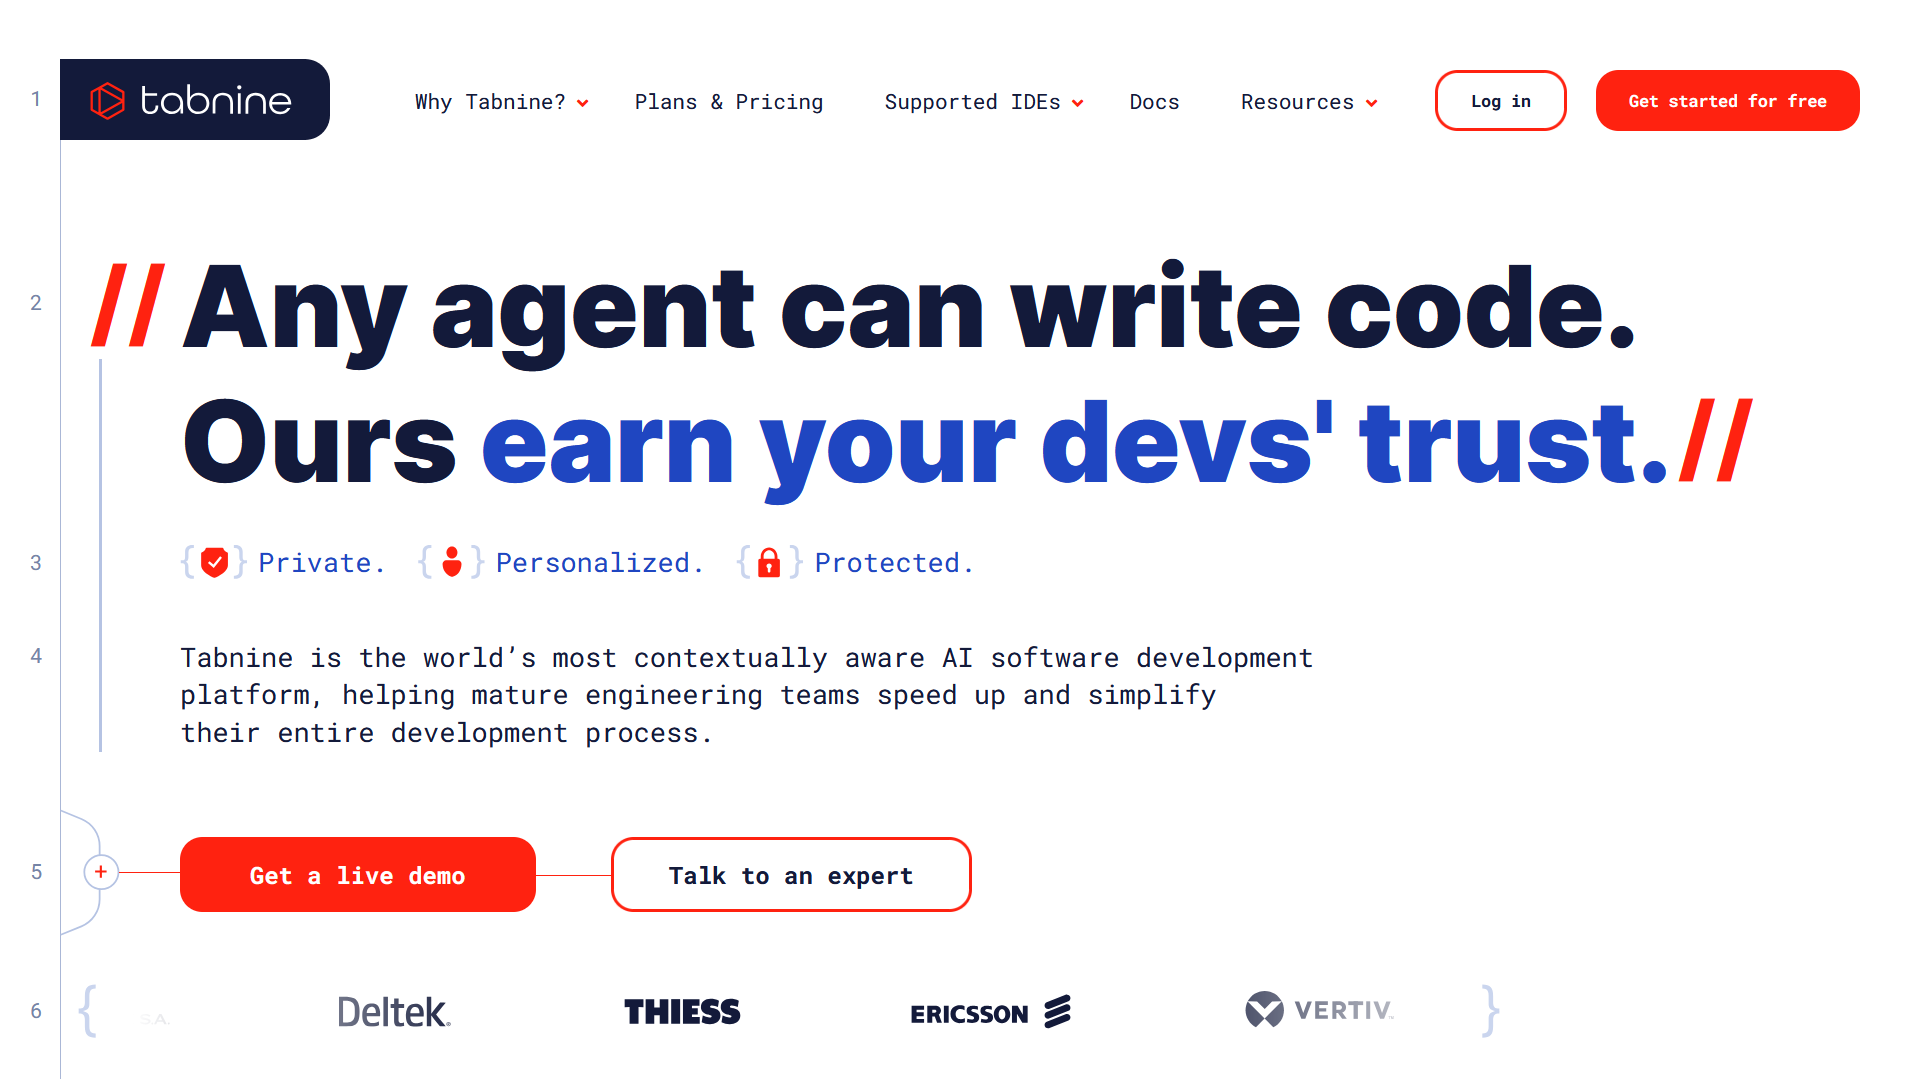 1
tabnine
Why Tabnine? Plans & Pricing Supported IDEs Docs Resources Log in Get started for free
2
// Any agent can write code.
Ours earn your devs' trust.//
3
{ } Private. { } Personalized. { } Protected.
4
Tabnine is the world’s most contextually aware AI software development
platform, helping mature engineering teams speed up and simplify
their entire development process.
5
+ Get a live demo Talk to an expert
6
{ S.A. Deltek® THIESS ERICSSON VERTIV™ }